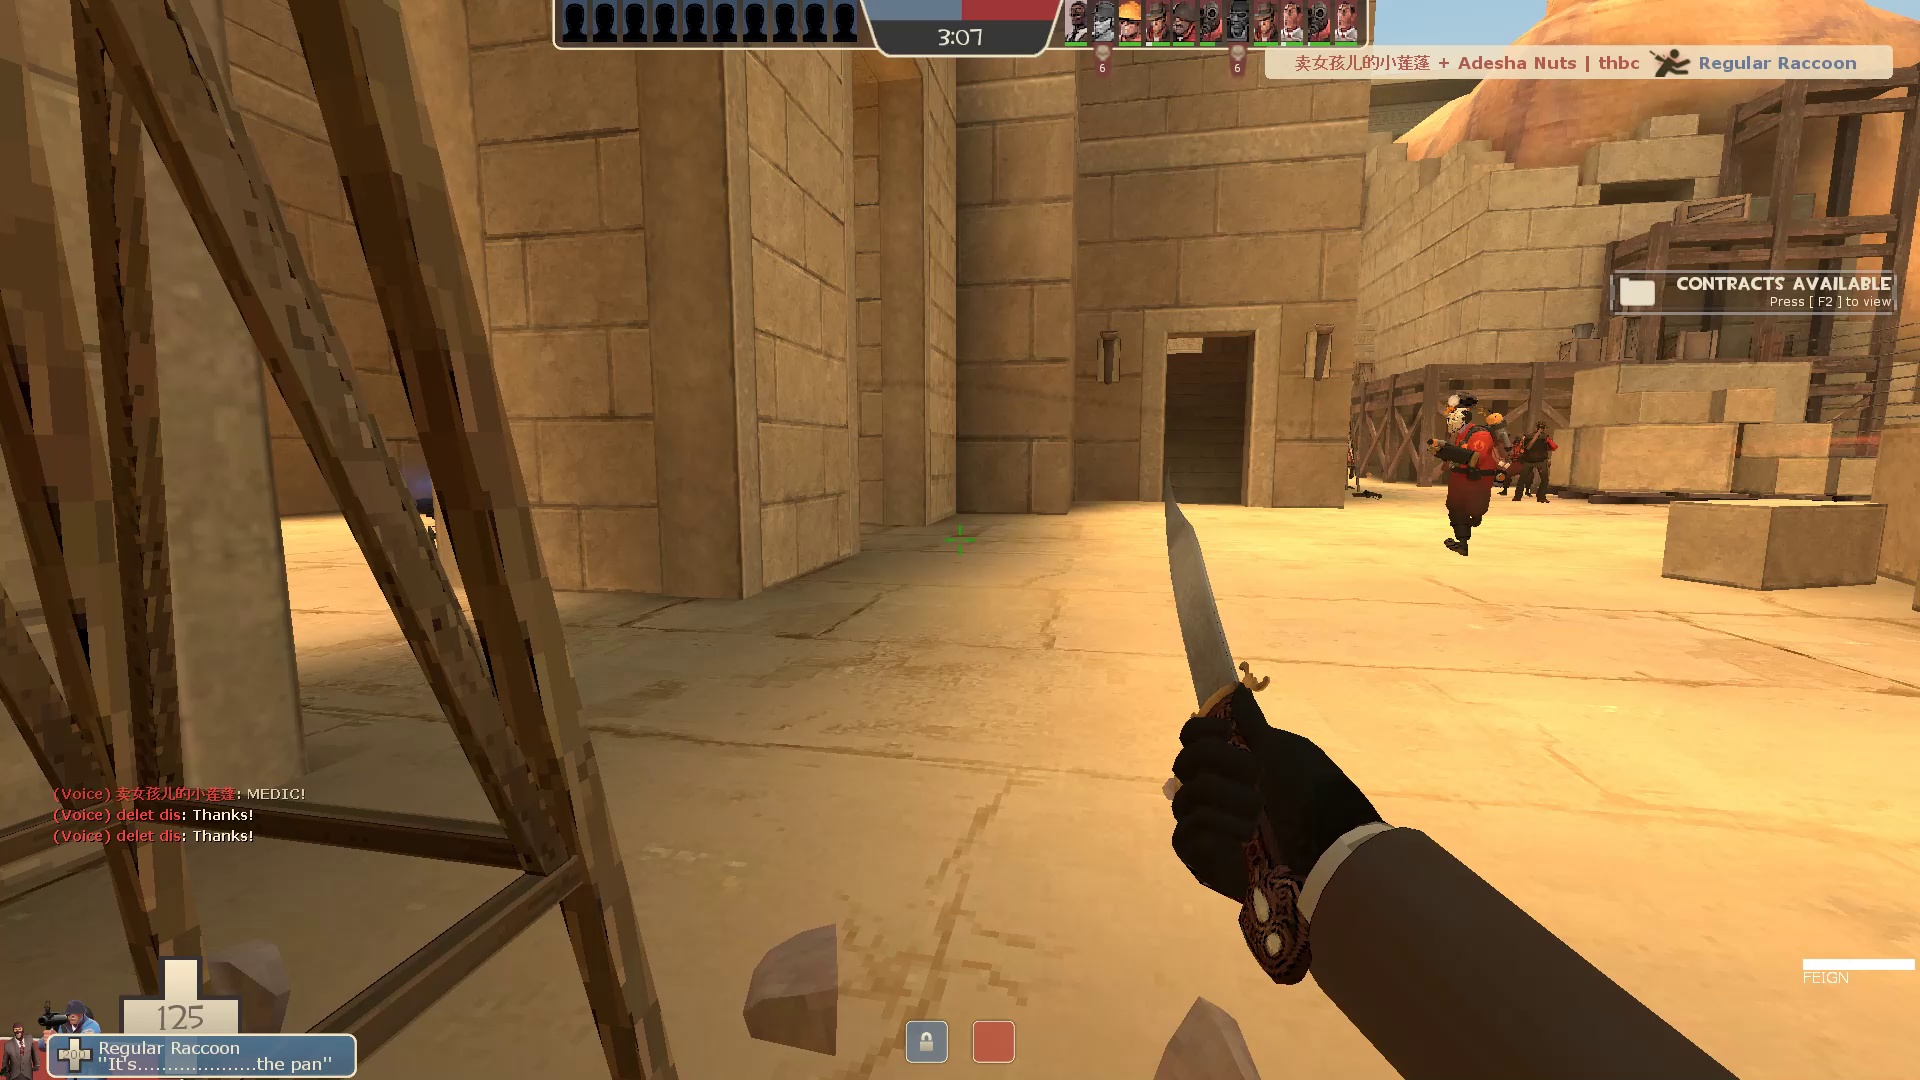 3:07
6
6
卖女孩儿的小莲蓬 + Adesha Nuts | thbc Regular Raccoon
CONTRACTS AVAILABLE
Press [ F2 ] to view
(Voice) 卖女孩儿的小莲蓬: MEDIC!
(Voice) delet dis: Thanks!
(Voice) delet dis: Thanks!
FEIGN
125
200
Regular Raccoon
"It's.....................the pan"